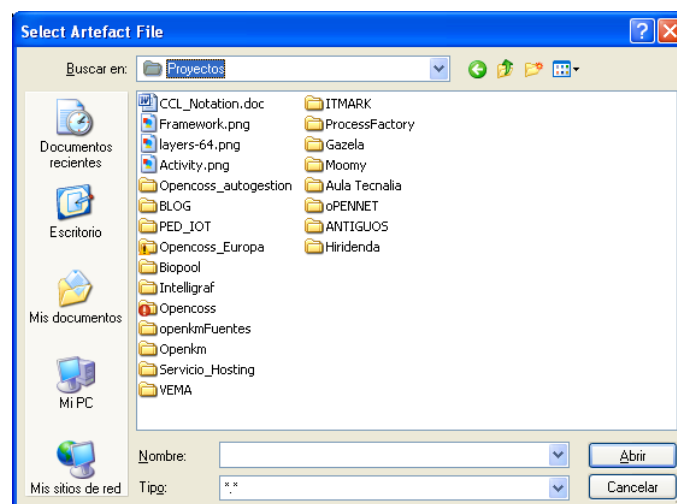 Select Artefact File
Buscar en:
Proyectos
Documentos
recientes
Escritorio
Mis documentos
Mi PC
Mis sitios de red
CCL_Notation.doc
Framework.png
layers-64.png
Activity.png
Opencoss_autogestion
BLOG
PED_IOT
Opencoss_Europa
Biopool
Intelligraf
Opencoss
openkmFuentes
Openkm
Servicio_Hosting
VEMA
ITMARK
ProcessFactory
Gazela
Moomy
Aula Tecnalia
oPENNET
ANTIGUOS
Hiridenda
Nombre:
Abrir
Tipo:
*.*
Cancelar